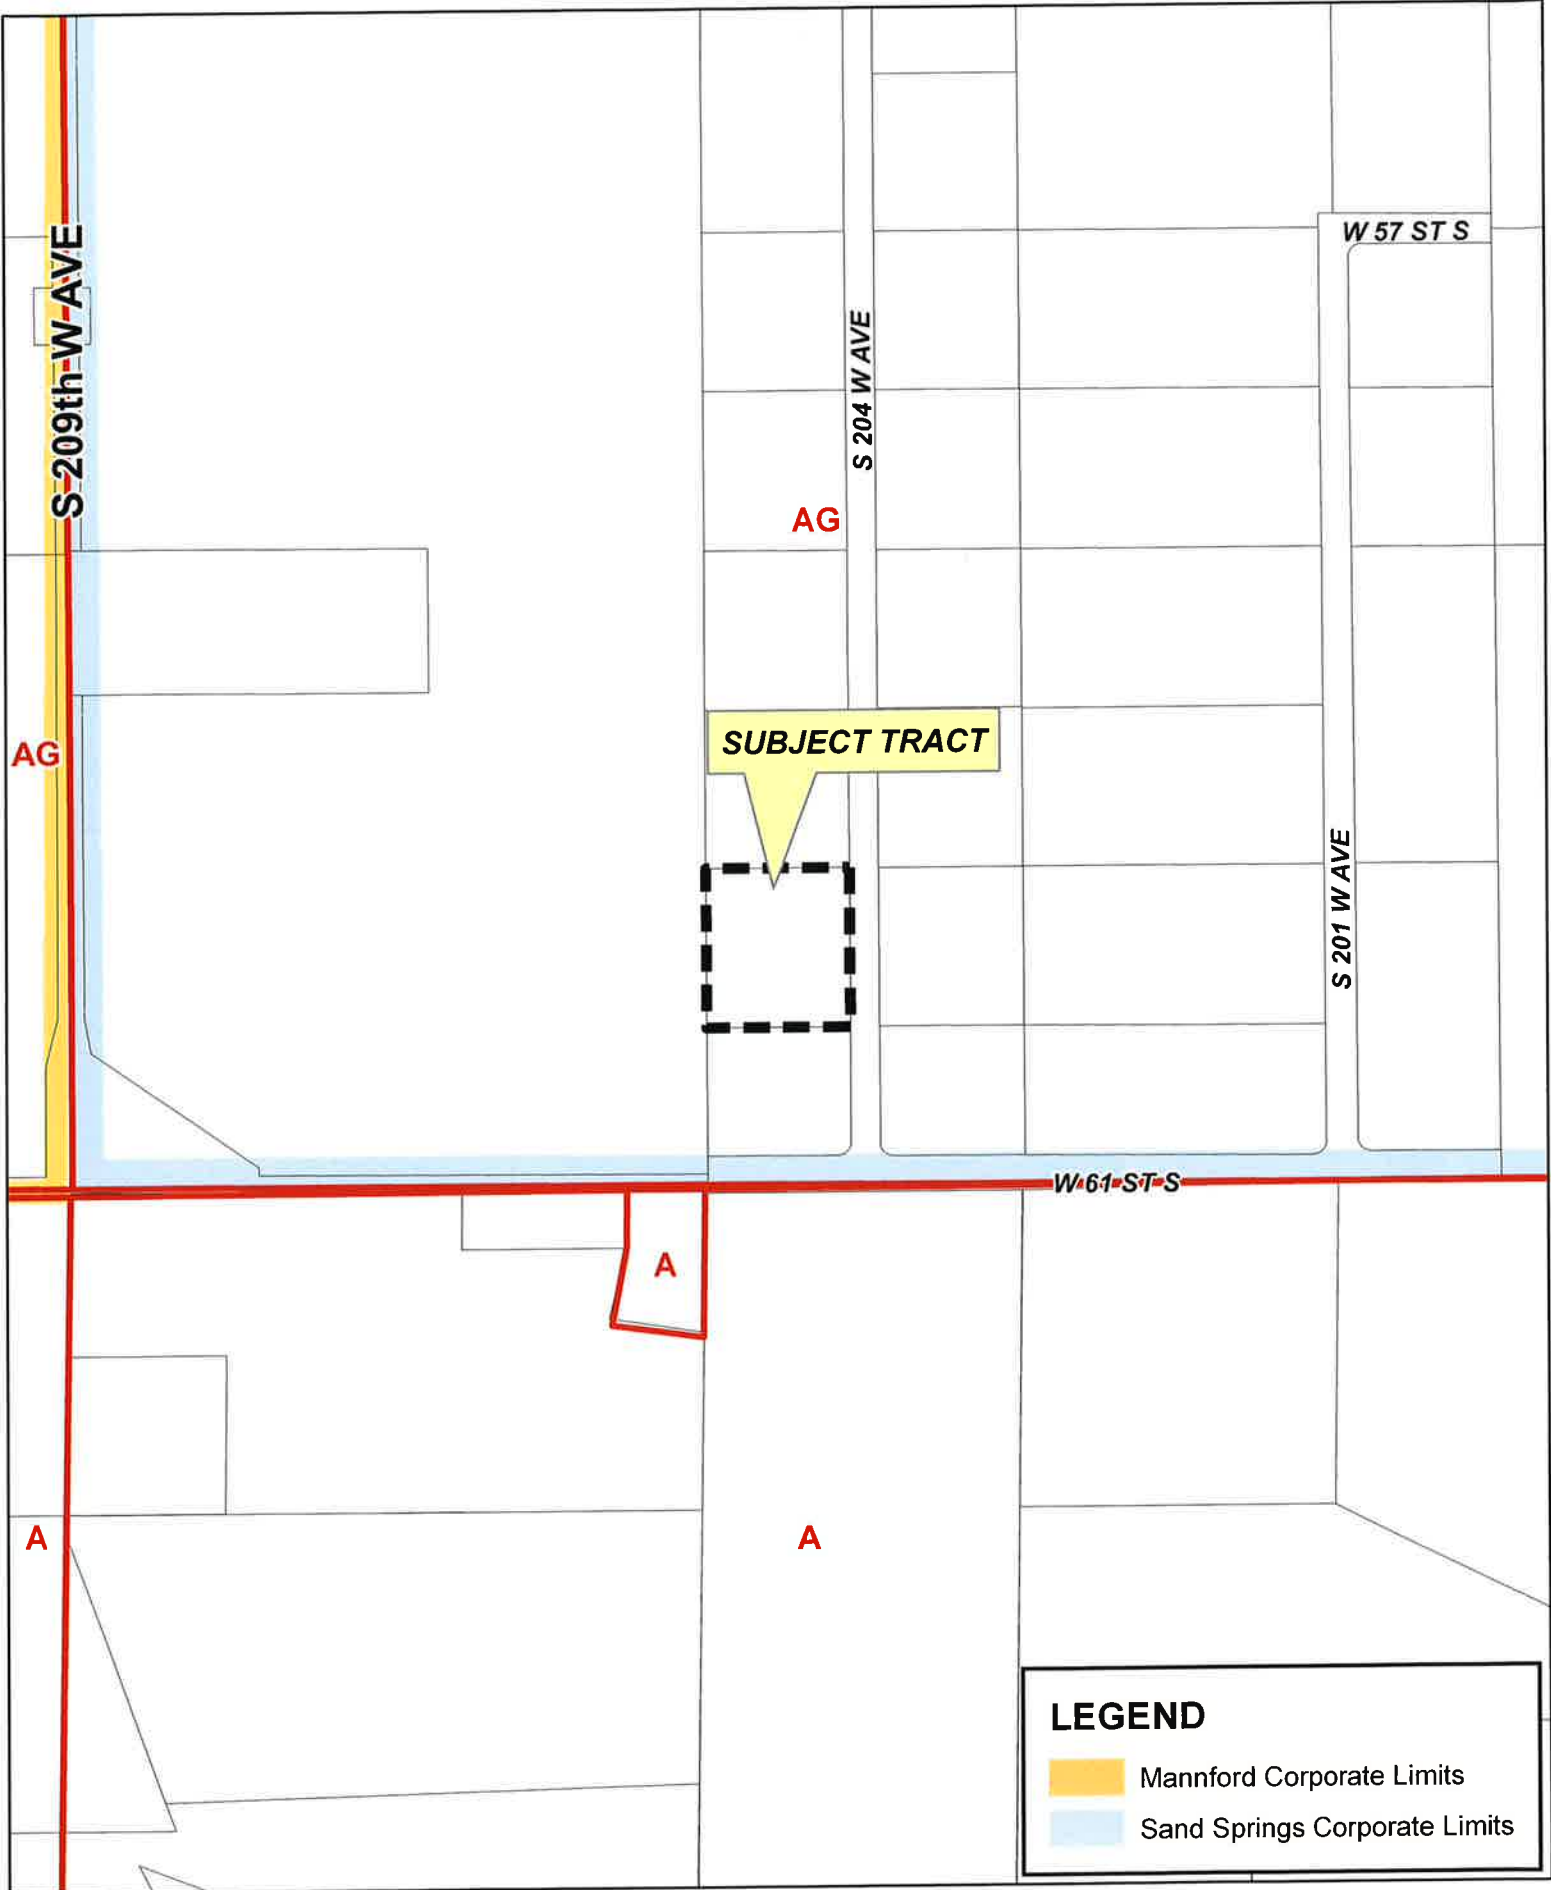 W 57 ST S
S 209th W AVE
S 204 W AVE
AG
SUBJECT TRACT
AG
S 201 W AVE
W 61 ST S
A
A
A
LEGEND
Mannford Corporate Limits
Sand Springs Corporate Limits